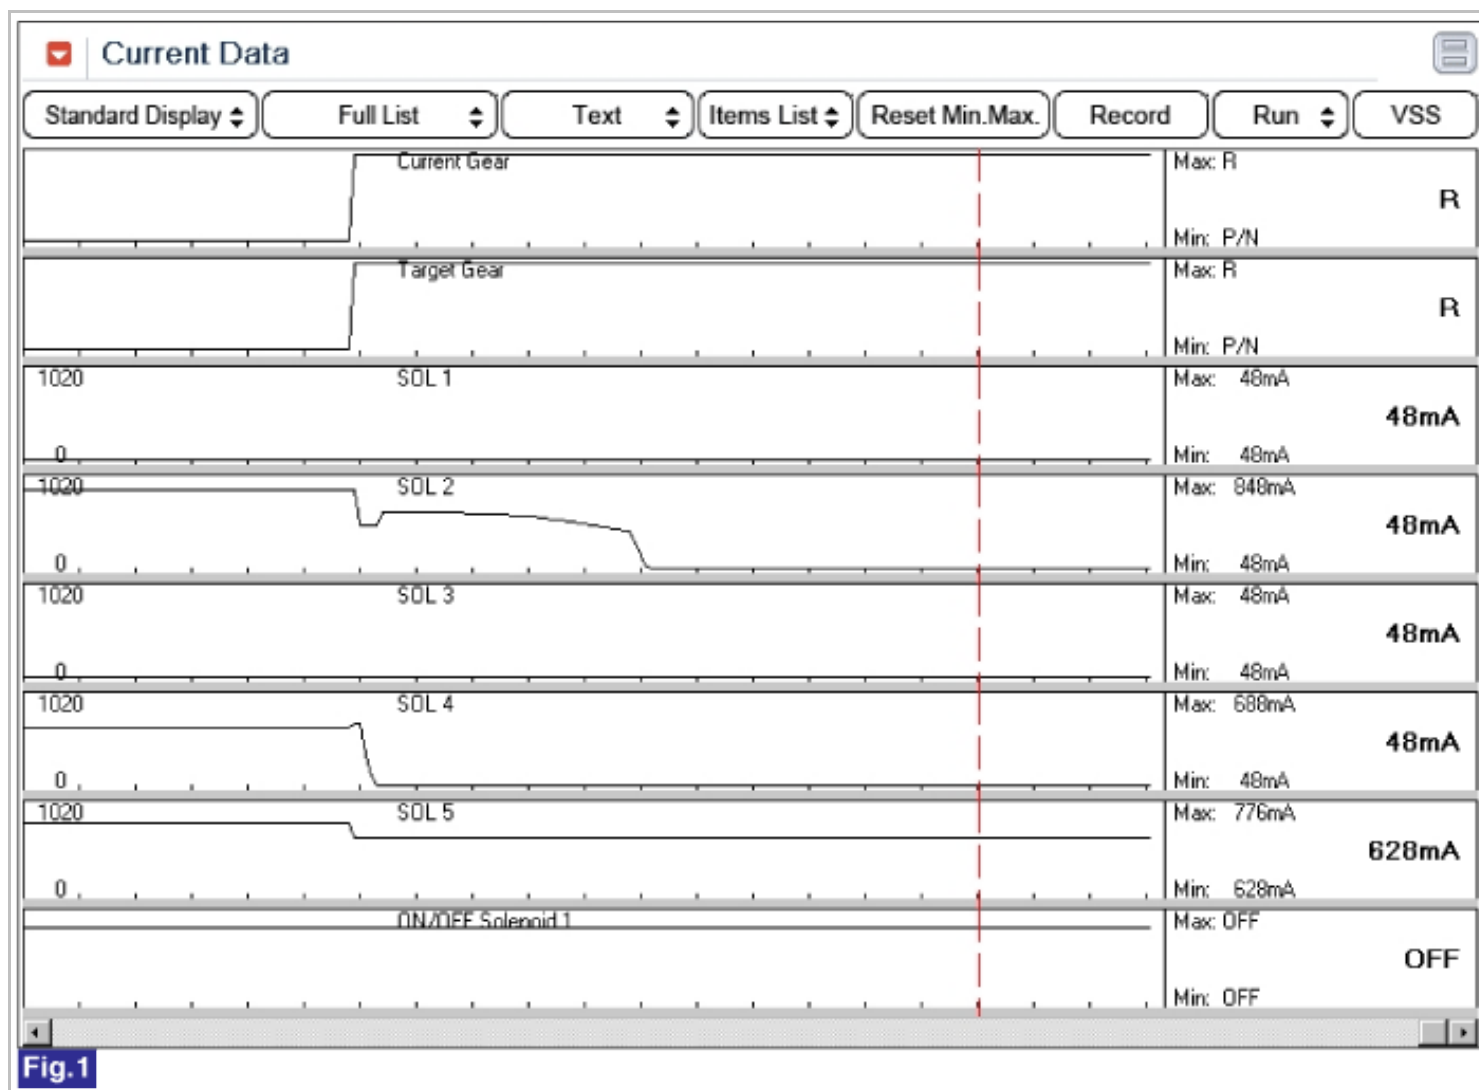 Current Data
Standard Display Full List Text Items List Reset Min.Max. Record Run VSS
Current Gear Max: R
R
Min: P/N
Target Gear Max: R
R
Min: P/N
1020 SOL 1 Max: 48mA
48mA
0 Min: 48mA
1020 SOL 2 Max: 848mA
48mA
0 Min: 48mA
1020 SOL 3 Max: 48mA
48mA
0 Min: 48mA
1020 SOL 4 Max: 688mA
48mA
0 Min: 48mA
1020 SOL 5 Max: 776mA
628mA
0 Min: 628mA
ON/OFF Solenoid 1 Max: OFF
OFF
Min: OFF
Fig.1